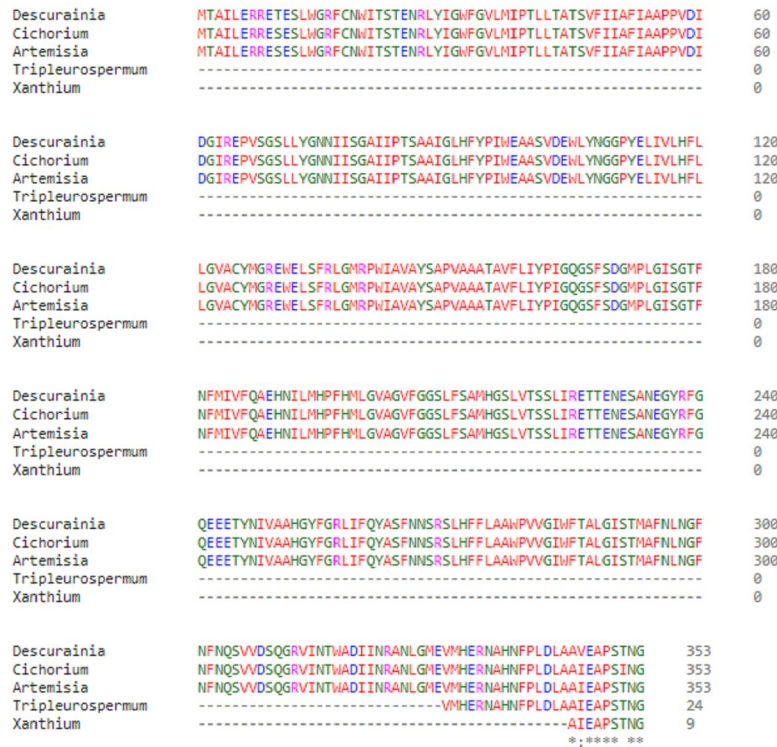 Descurainia MTAILERRETESLWGRFCNWITSTENRLYIGWFGVLMIPTLLTATSVFIIAFIAAPPVDI 60
Cichorium MTAILERRESESLWGRFCNWITSTENRLYIGWFGVLMIPTLLTATSVFIIAFIAAPPVDI 60
Artemisia MTAILERRESESLWGRFCNWITSTENRLYIGWFGVLMIPTLLTATSVFIIAFIAAPPVDI 60
Tripleurospermum ------------------------------------------------------------ 0
Xanthium ------------------------------------------------------------ 0
Descurainia DGIREPVSGSLLYGNNIISGAIIPTSAAIGLHFYPIWEAASVDEWLYNGGPYELIVLHFL 120
Cichorium DGIREPVSGSLLYGNNIISGAIIPTSAAIGLHFYPIWEAASVDEWLYNGGPYELIVLHFL 120
Artemisia DGIREPVSGSLLYGNNIISGAIIPTSAAIGLHFYPIWEAASVDEWLYNGGPYELIVLHFL 120
Tripleurospermum ------------------------------------------------------------ 0
Xanthium ------------------------------------------------------------ 0
Descurainia LGVACYMGREWELSFRLGMRPWIAVAYSAPVAAATAVFLIYPIGQGSFSDGMPLGISGTF 180
Cichorium LGVACYMGREWELSFRLGMRPWIAVAYSAPVAAATAVFLIYPIGQGSFSDGMPLGISGTF 180
Artemisia LGVACYMGREWELSFRLGMRPWIAVAYSAPVAAATAVFLIYPIGQGSFSDGMPLGISGTF 180
Tripleurospermum ------------------------------------------------------------ 0
Xanthium ------------------------------------------------------------ 0
Descurainia NFMIVFQAEHNILMHPFHMLGVAGVFGGSLFSAMHGSLVTSSLIRETTENESANEGYRFG 240
Cichorium NFMIVFQAEHNILMHPFHMLGVAGVFGGSLFSAMHGSLVTSSLIRETTENESANEGYRFG 240
Artemisia NFMIVFQAEHNILMHPFHMLGVAGVFGGSLFSAMHGSLVTSSLIRETTENESANEGYRFG 240
Tripleurospermum ------------------------------------------------------------ 0
Xanthium ------------------------------------------------------------ 0
Descurainia QEEETYNIVAAHGYFGRLIFQYASFNNSRSLHFFLAAWPVVGIWFTALGISTMAFNLNGF 300
Cichorium QEEETYNIVAAHGYFGRLIFQYASFNNSRSLHFFLAAWPVVGIWFTALGISTMAFNLNGF 300
Artemisia QEEETYNIVAAHGYFGRLIFQYASFNNSRSLHFFLAAWPVVGIWFTALGISTMAFNLNGF 300
Tripleurospermum ------------------------------------------------------------ 0
Xanthium ------------------------------------------------------------ 0
Descurainia NFNQSVVDSQGRVINTWADIINRANLGMEVMHERNAHNFPLDLAAVEAPSTNG 353
Cichorium NFNQSVVDSQGRVINTWADIINRANLGMEVMHERNAHNFPLDLAAIEAPSING 353
Artemisia NFNQSVVDSQGRVINTWADIINRANLGMEVMHERNAHNFPLDLAAIEAPSTNG 353
Tripleurospermum -----------------------------VMHERNAHNFPLDLAAIEAPSTNG 24
Xanthium --------------------------------------------AIEAPSTNG 9
*:**** **